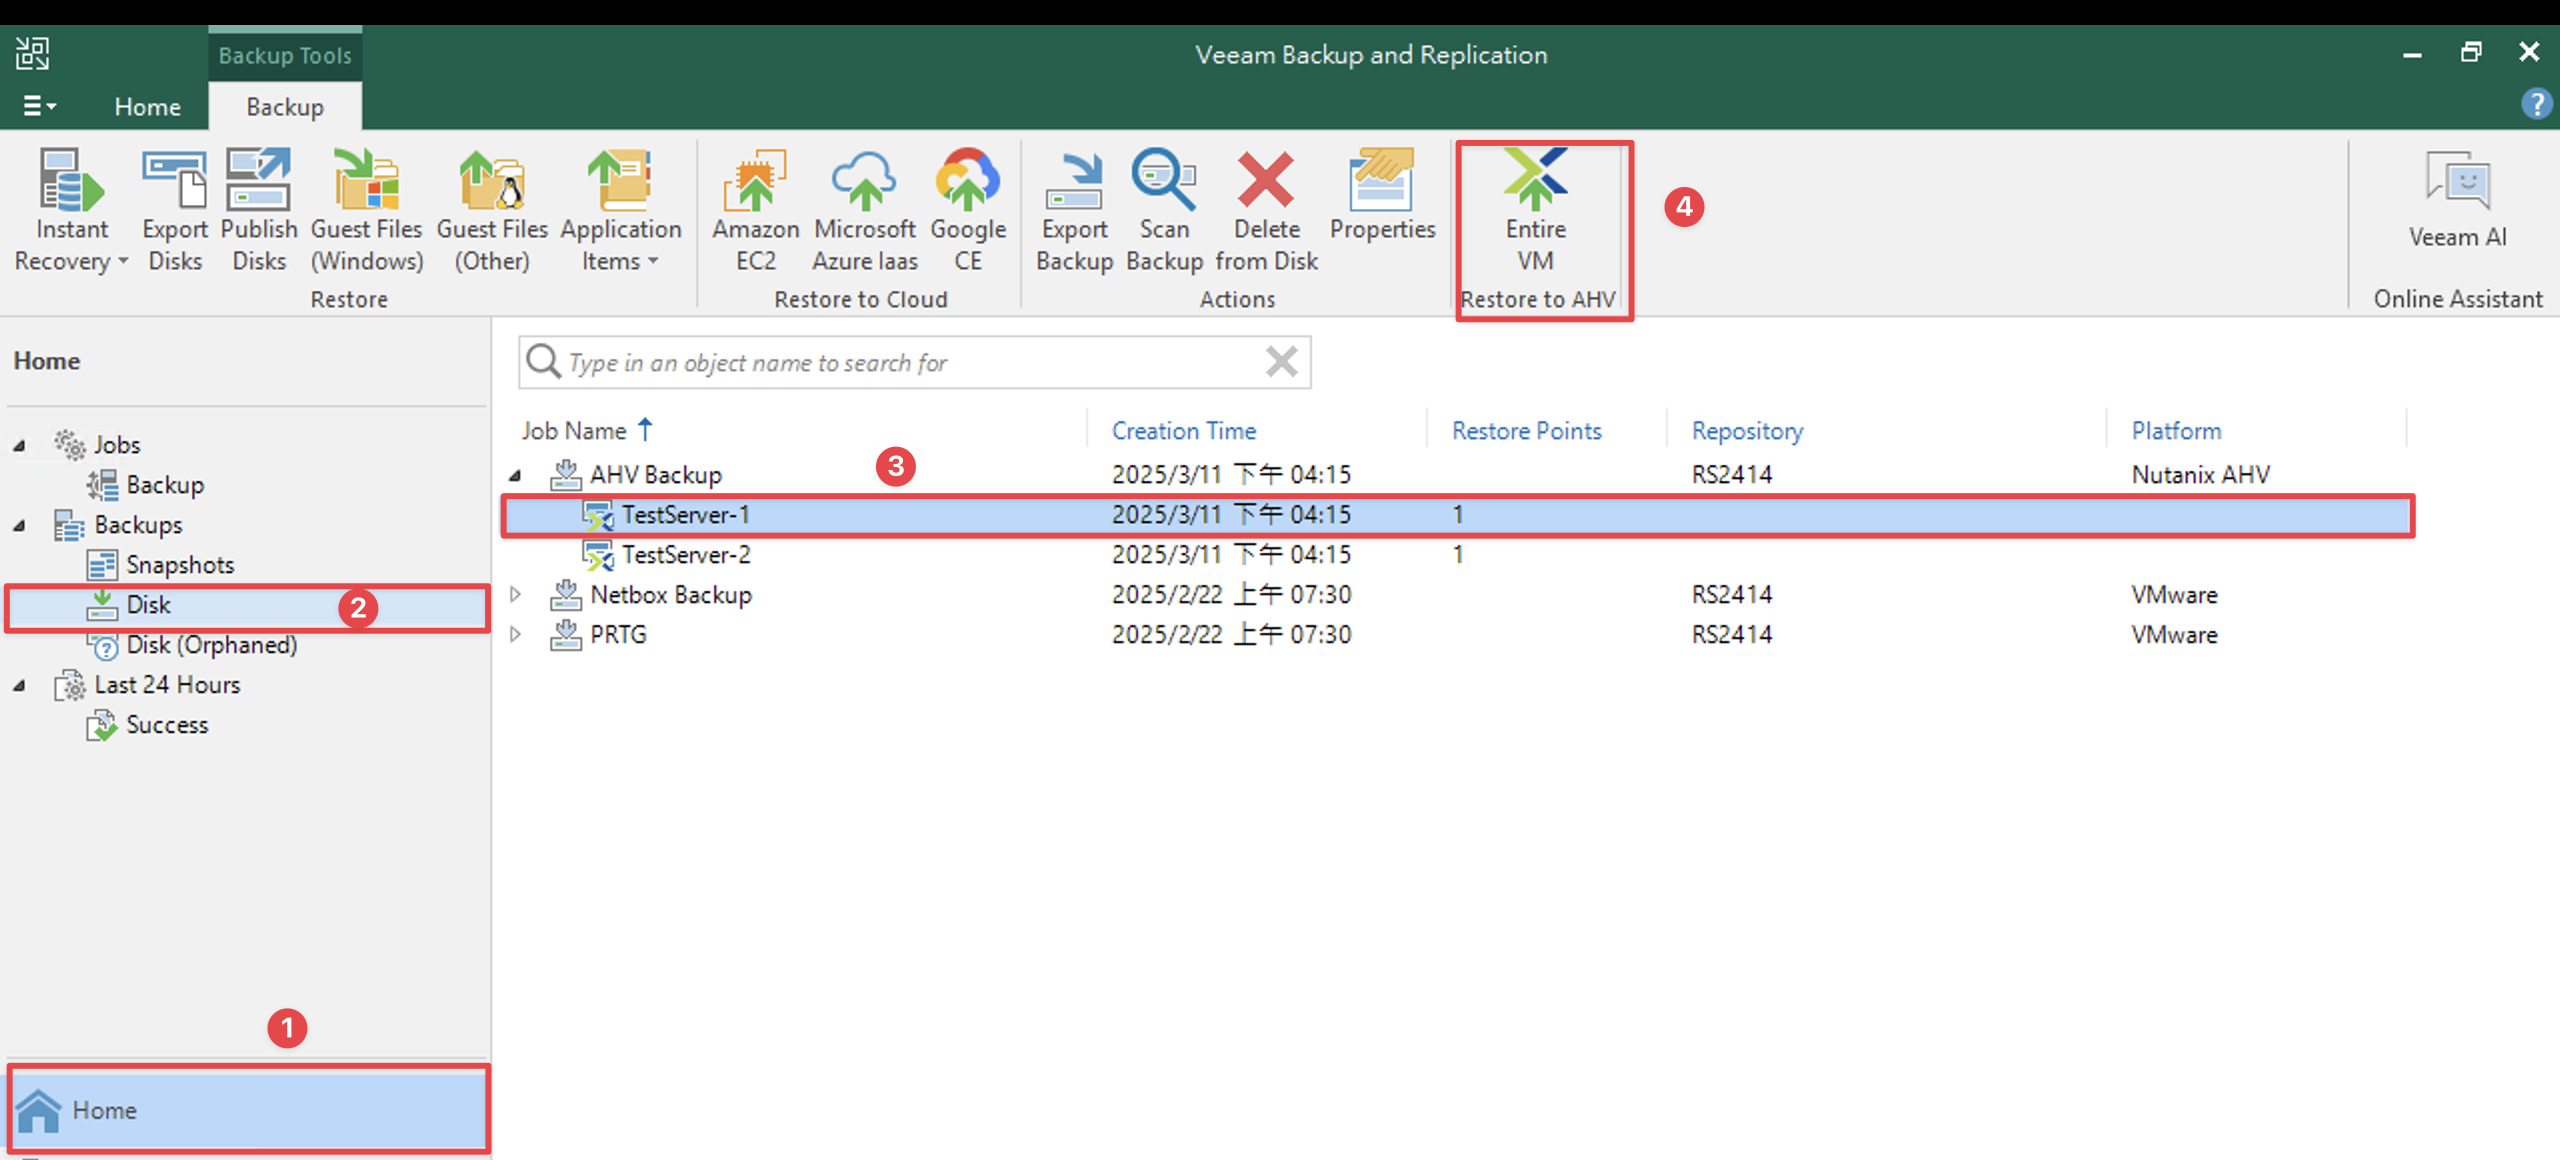 Backup Tools
Veeam Backup and Replication
Home
Backup
?
Instant Recovery
Export Disks
Publish Disks
Guest Files (Windows)
Guest Files (Other)
Application Items
Restore
Amazon EC2
Microsoft Azure Iaas
Google CE
Restore to Cloud
Export Backup
Scan Backup
Delete from Disk
Properties
Actions
Entire VM
Restore to AHV
4
Veeam AI
Online Assistant
Home
Type in an object name to search for
Jobs
Backup
Backups
Snapshots
Disk
2
Disk (Orphaned)
?
Last 24 Hours
Success
1
Home
Job Name Creation Time Restore Points Repository Platform
3
AHV Backup 2025/3/11 下午 04:15 RS2414 Nutanix AHV
TestServer-1 2025/3/11 下午 04:15 1
TestServer-2 2025/3/11 下午 04:15 1
Netbox Backup 2025/2/22 上午 07:30 RS2414 VMware
PRTG 2025/2/22 上午 07:30 RS2414 VMware